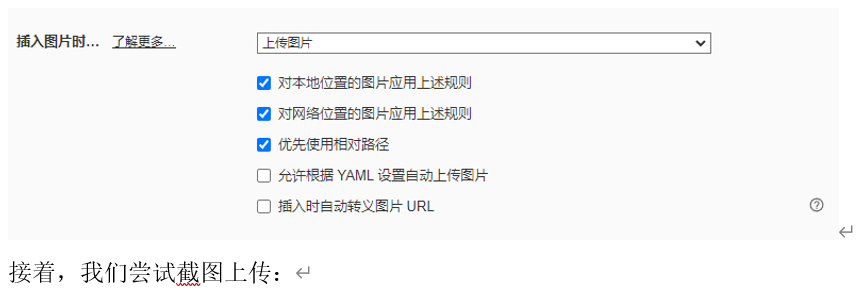 插入图片时... 了解更多... 上传图片
对本地位置的图片应用上述规则
对网络位置的图片应用上述规则
优先使用相对路径
允许根据 YAML 设置自动上传图片
插入时自动转义图片 URL
接着，我们尝试截图上传：